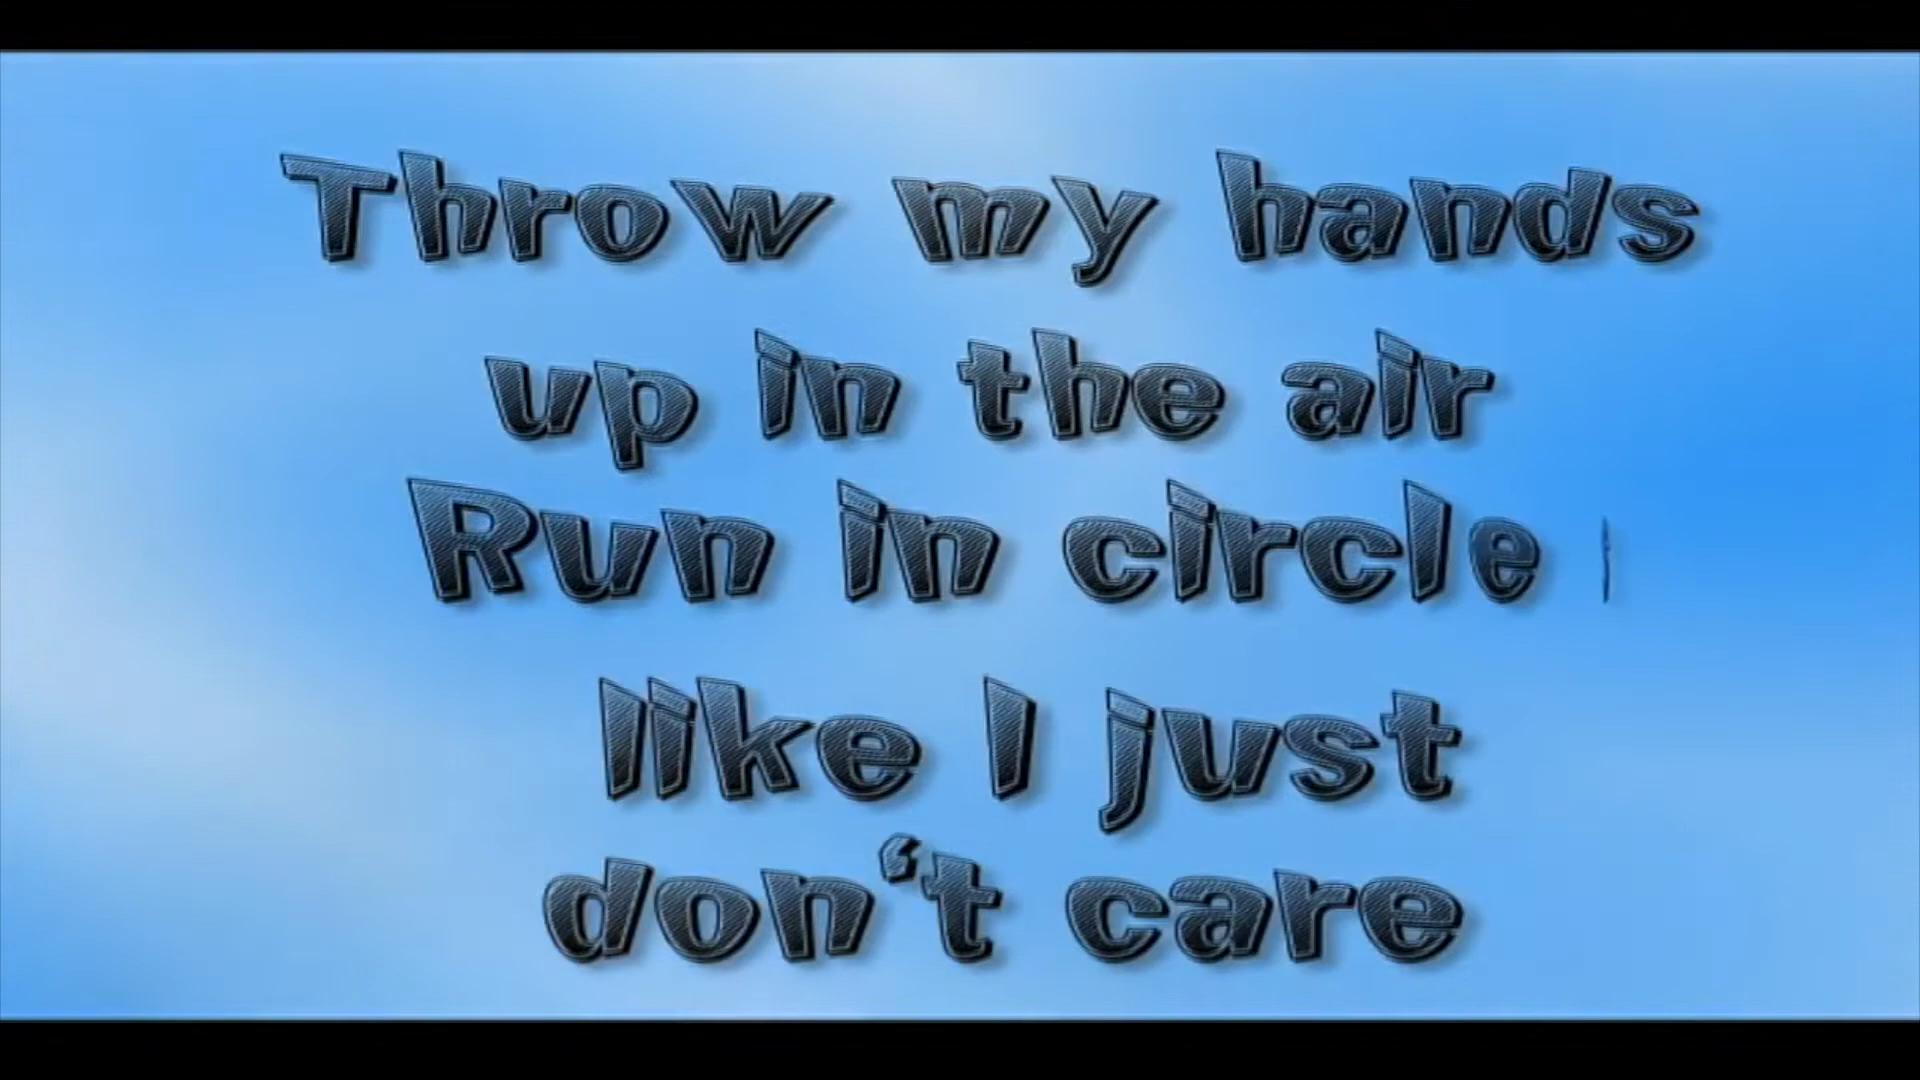 Throw my hands
up in the air
Run in circle
like I just
don‘t care